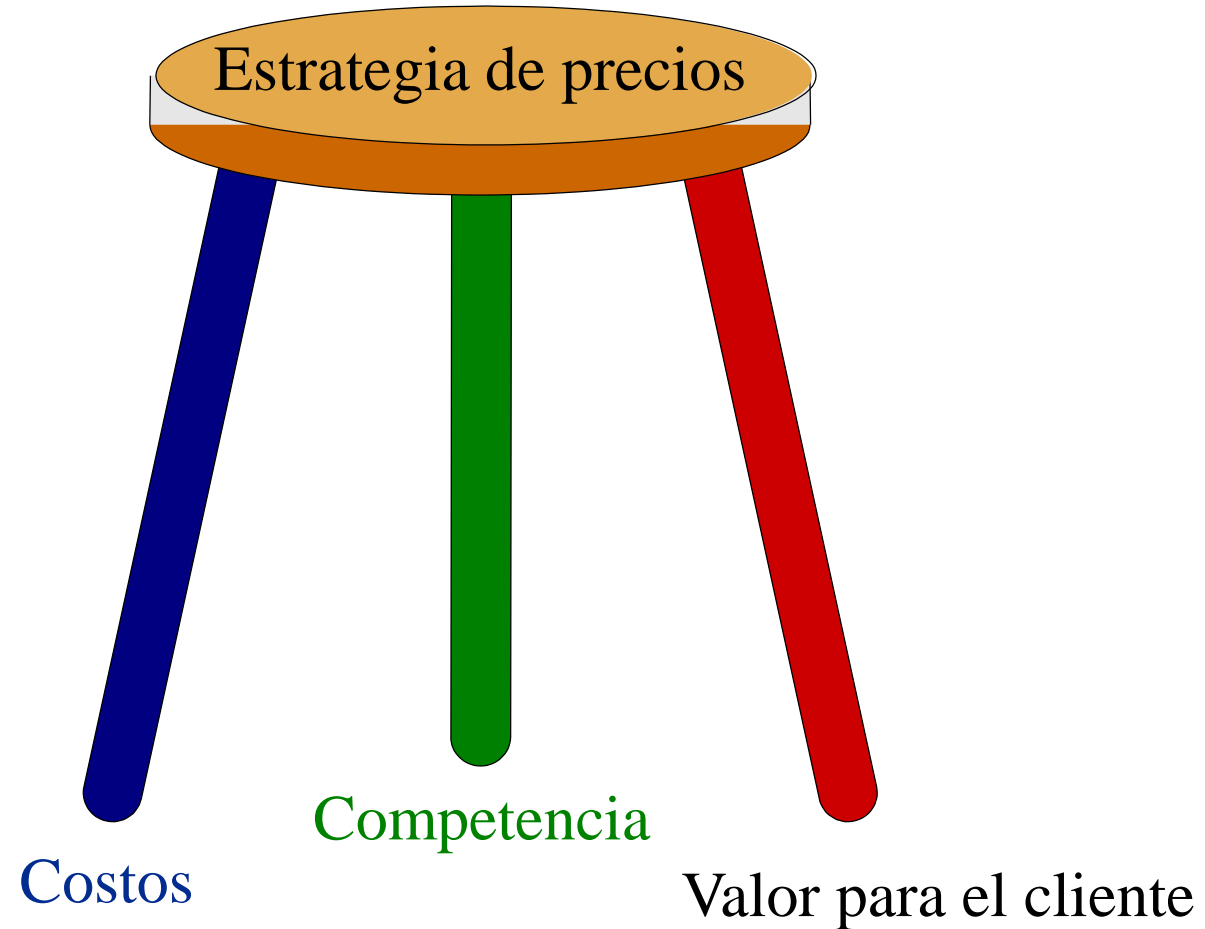 Estrategia de precios
Competencia
Costos
Valor para el cliente